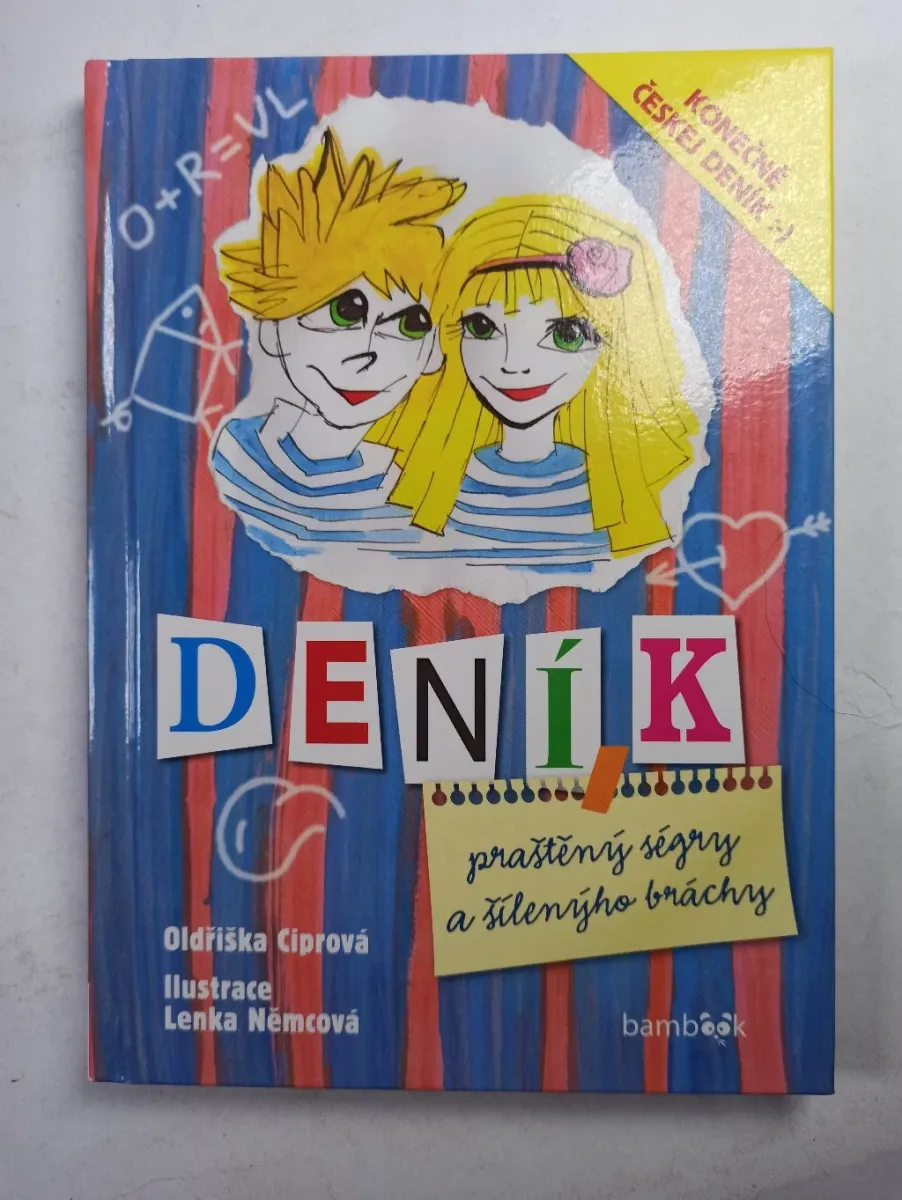 KONEČNĚ
ČESKEJ DENÍK :-)
O+R=VL
DENÍK
praštěný ségry
a šílenýho bráchy
Oldřiška Ciprová
Ilustrace
Lenka Němcová
bambook